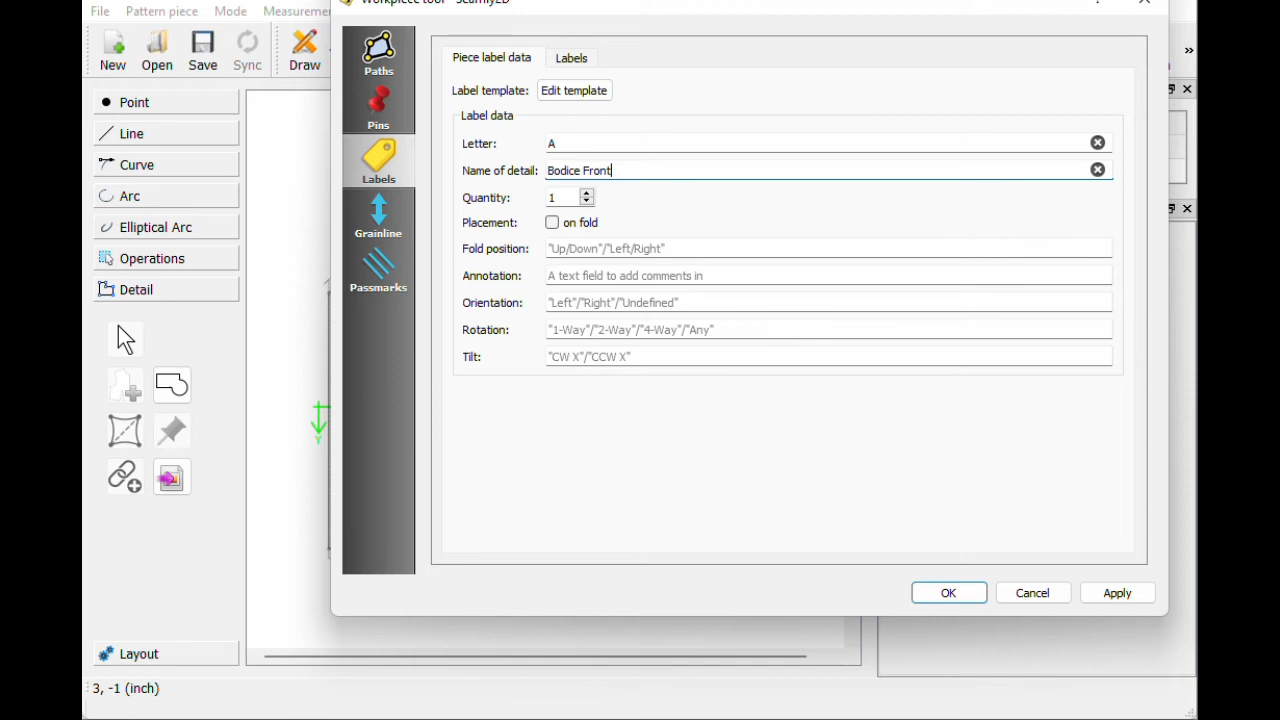 File Pattern piece Mode Measurement
Workpiece tool - Seamly2D
New Open Save Sync Draw
Point
Line
Curve
Arc
Elliptical Arc
Operations
Detail
Y
Layout
3, -1 (inch)
Paths
Pins
Labels
Grainline
Passmarks
Piece label data Labels
Label template: Edit template
Label data
Letter: A
Name of detail: Bodice Front
Quantity: 1
Placement: on fold
Fold position: "Up/Down"/"Left/Right"
Annotation: A text field to add comments in
Orientation: "Left"/"Right"/"Undefined"
Rotation: "1-Way"/"2-Way"/"4-Way"/"Any"
Tilt: "CW X"/"CCW X"
OK Cancel Apply